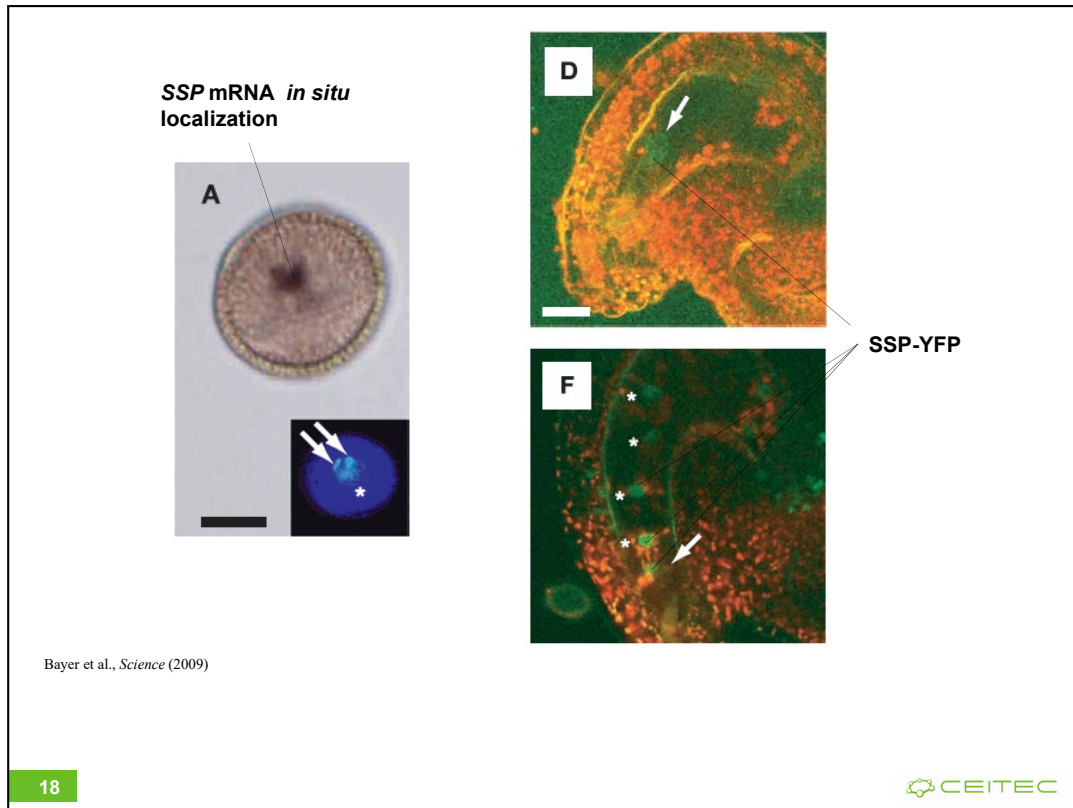 SSP mRNA in situ
localization
A
*
D
SSP-YFP
F
*
*
*
*
Bayer et al., Science (2009)
18
CEITEC